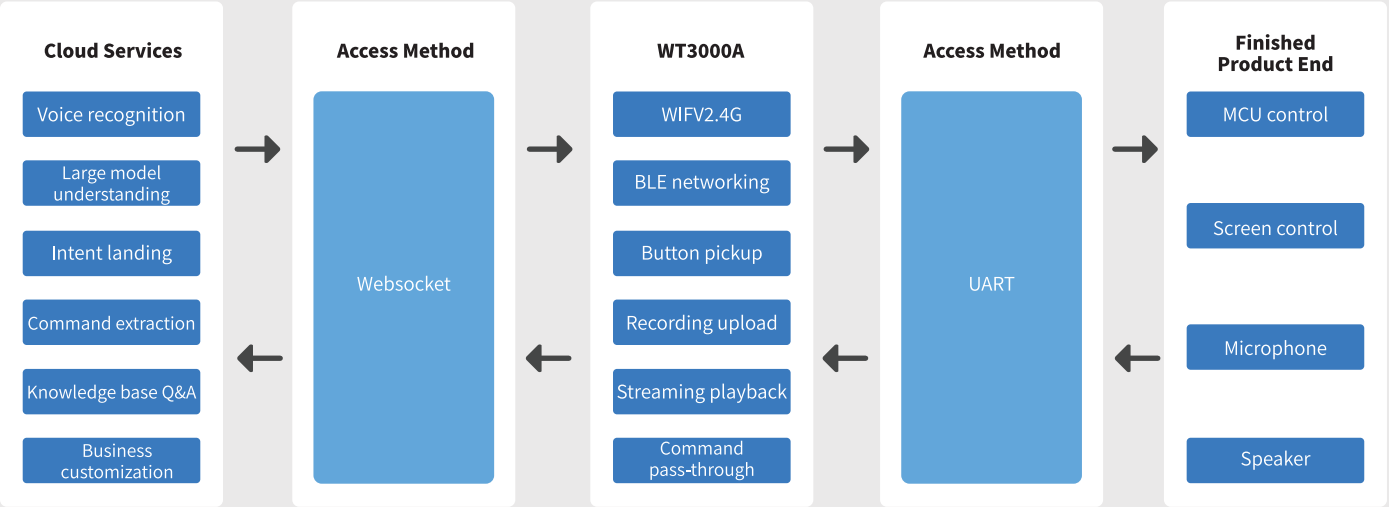 Cloud Services
Voice recognition
Large model
understanding
Intent landing
Command extraction
Knowledge base Q&A
Business
customization
Access Method
Websocket
WT3000A
WIFV2.4G
BLE networking
Button pickup
Recording upload
Streaming playback
Command
pass-through
Access Method
UART
Finished
Product End
MCU control
Screen control
Microphone
Speaker